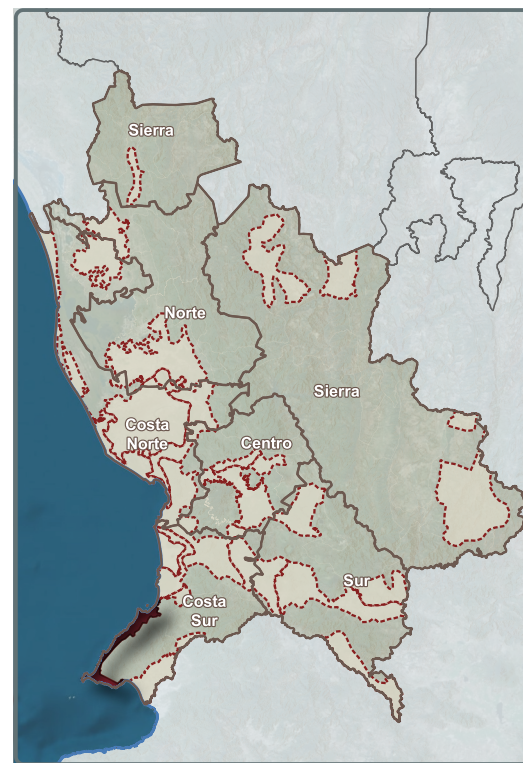 Sierra
Norte
Sierra
Costa
Norte
Centro
Sur
Costa
Sur